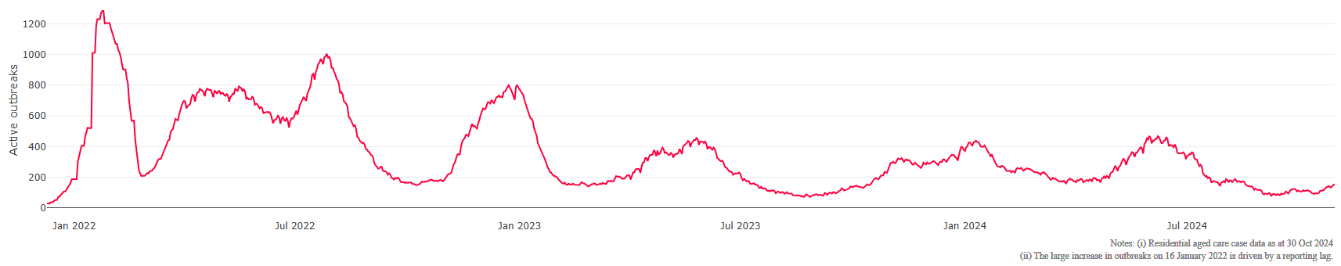 Active outbreaks
1200
1000
800
600
400
200
0
Jan 2022
Jul 2022
Jan 2023
Jul 2023
Jan 2024
Jul 2024
Notes: (i) Residential aged care case data as at 30 Oct 2024
(ii) The large increase in outbreaks on 16 January 2022 is driven by a reporting lag.